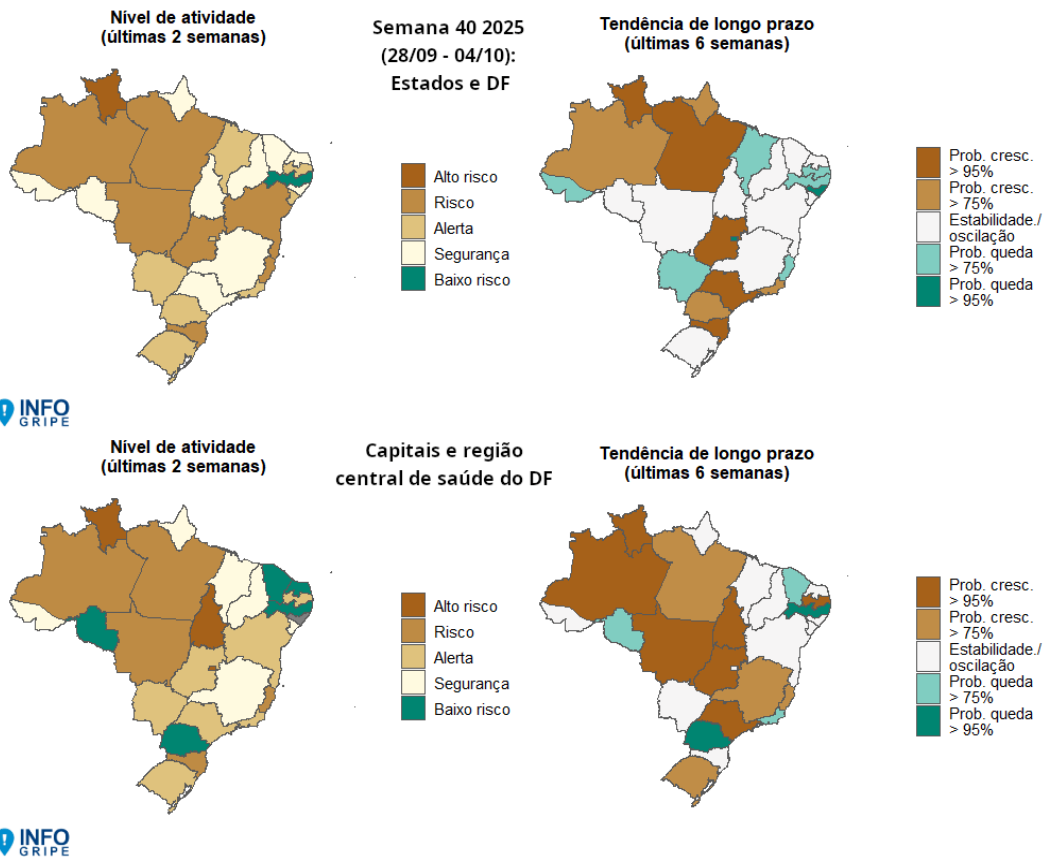 Nível de atividade
(últimas 2 semanas)
Semana 40 2025
(28/09 - 04/10):
Estados e DF
Tendência de longo prazo
(últimas 6 semanas)
Alto risco
Risco
Alerta
Segurança
Baixo risco
Prob. cresc.
> 95%
Prob. cresc.
> 75%
Estabilidade./
oscilação
Prob. queda
> 75%
Prob. queda
> 95%
INFO
GRIPE
Nível de atividade
(últimas 2 semanas)
Capitais e região
central de saúde do DF
Tendência de longo prazo
(últimas 6 semanas)
Alto risco
Risco
Alerta
Segurança
Baixo risco
Prob. cresc.
> 95%
Prob. cresc.
> 75%
Estabilidade./
oscilação
Prob. queda
> 75%
Prob. queda
> 95%
INFO
GRIPE